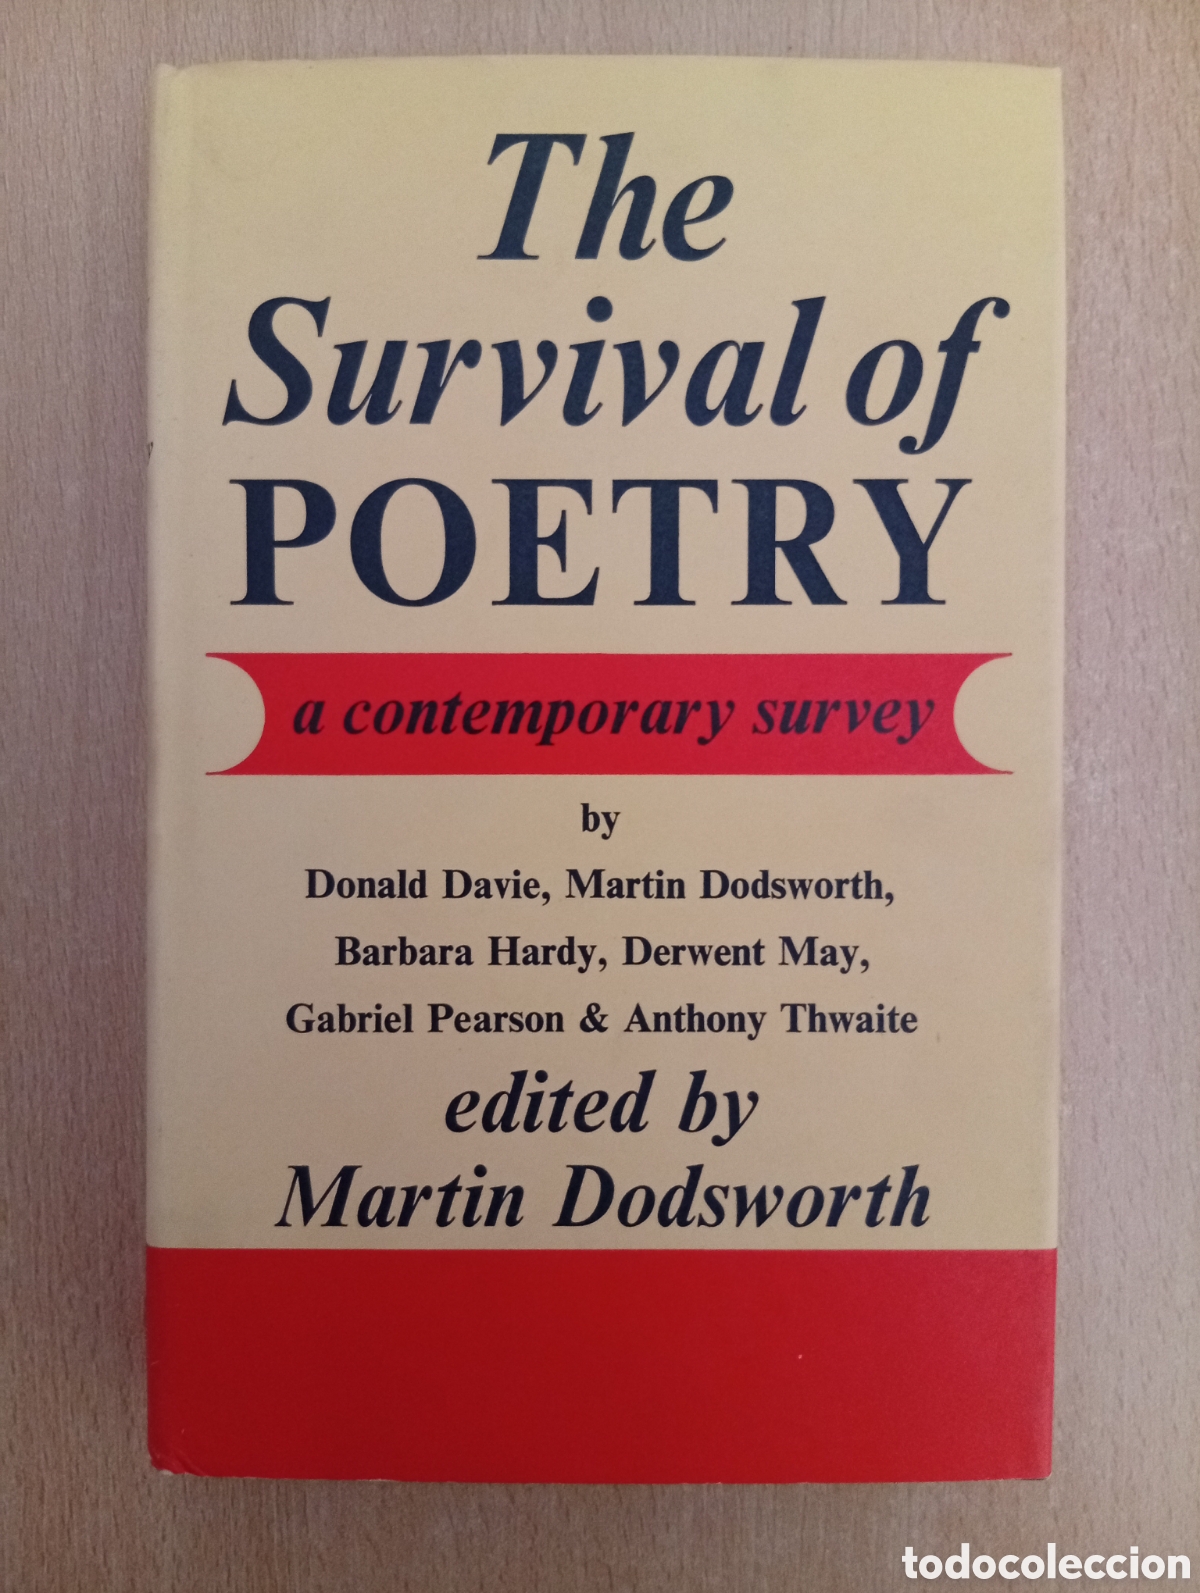 The
Survival of
POETRY
a contemporary survey
by
Donald Davie, Martin Dodsworth,
Barbara Hardy, Derwent May,
Gabriel Pearson & Anthony Thwaite
edited by
Martin Dodsworth
todocoleccion